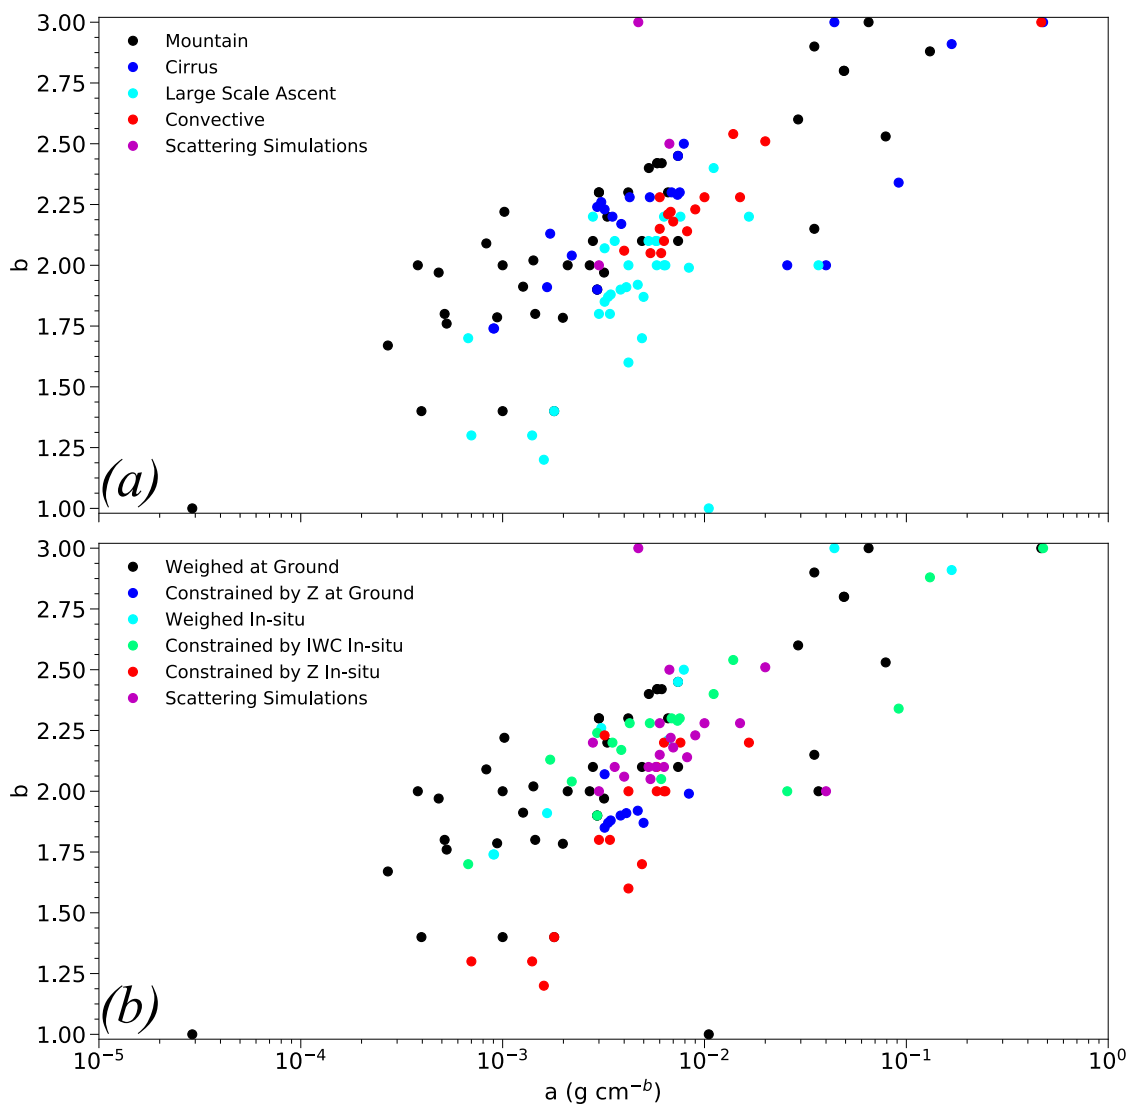 3.00
Mountain
Cirrus
2.75
Large Scale Ascent
Convective
2.50
Scattering Simulations
2.25
b
2.00
1.75
1.50
1.25
(a)
1.00
3.00
Weighed at Ground
Constrained by Z at Ground
2.75
Weighed In-situ
Constrained by IWC In-situ
2.50
Constrained by Z In-situ
Scattering Simulations
2.25
b
2.00
1.75
1.50
1.25
(b)
1.00
10⁻⁵ 10⁻⁴ 10⁻³ 10⁻² 10⁻¹ 10⁰
a (g cm⁻ᵇ)